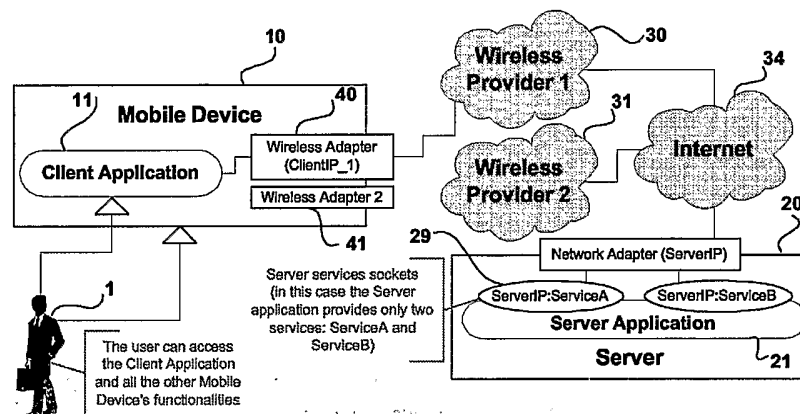 10
30
34
11
40
31
Mobile Device
Client Application
Wireless Adapter
(ClientIP_1)
Wireless Adapter 2
41
Wireless
Provider 1
Wireless
Provider 2
Internet
20
29
Network Adapter (ServerIP)
Server services sockets
(in this case the Server
application provides only two
services: ServiceA and
ServiceB)
ServerIP:ServiceA
ServerIP:ServiceB
Server Application
Server
21
1
The user can access
the Client Application
and all the other Mobile
Device's functionalities